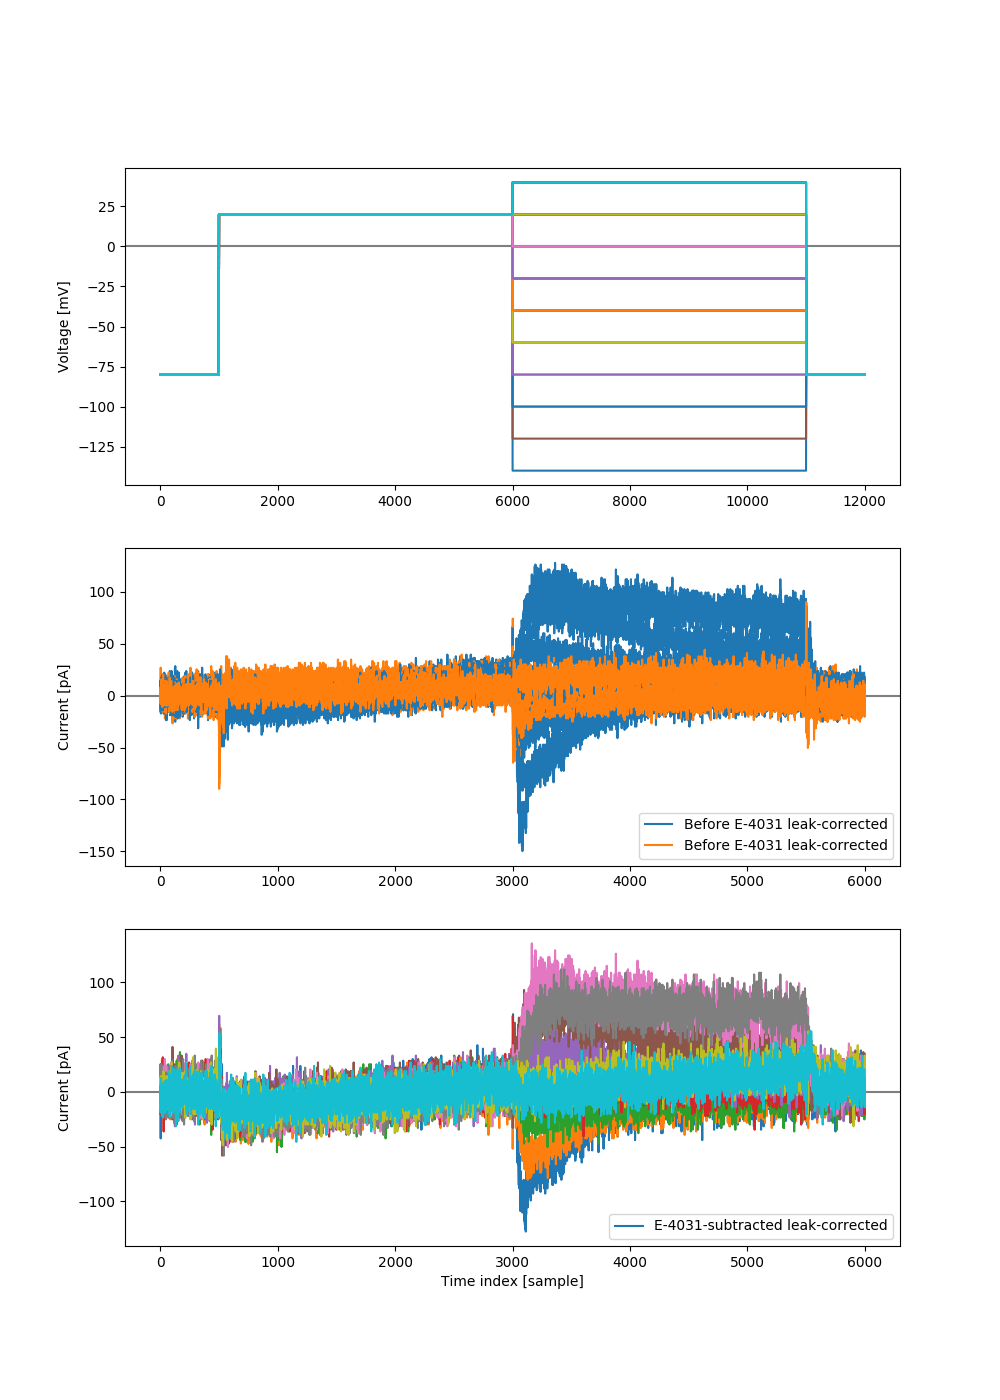 Voltage [mV]
25
0
−25
−50
−75
−100
−125
0 2000 4000 6000 8000 10000 12000
Current [pA]
100
50
0
−50
−100
−150
Before E-4031 leak-corrected
Before E-4031 leak-corrected
0 1000 2000 3000 4000 5000 6000
Current [pA]
100
50
0
−50
−100
E-4031-subtracted leak-corrected
0 1000 2000 3000 4000 5000 6000
Time index [sample]